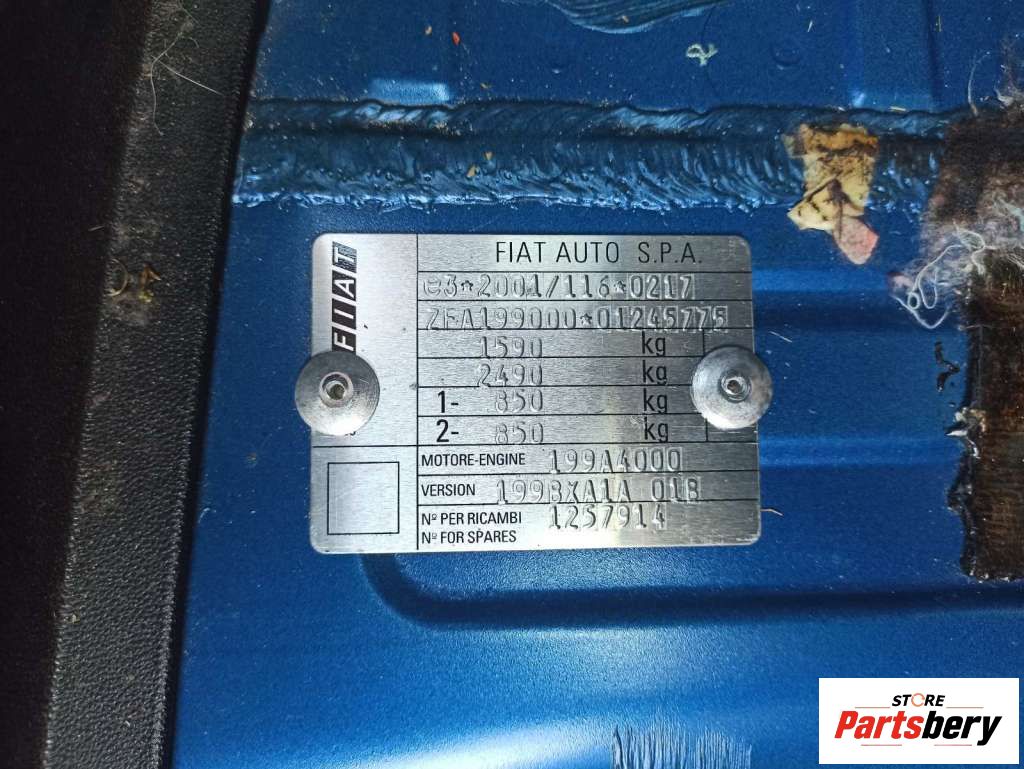 FIAT
FIAT AUTO S.P.A.
e3*2001/116*0217
ZFA199000*01245775
1590 kg
2490 kg
1- 850 kg
2- 850 kg
MOTORE-ENGINE 199A4000
VERSION 199BXA1A 01B
Nº PER RICAMBI 1257914
Nº FOR SPARES
STORE
Partsbery